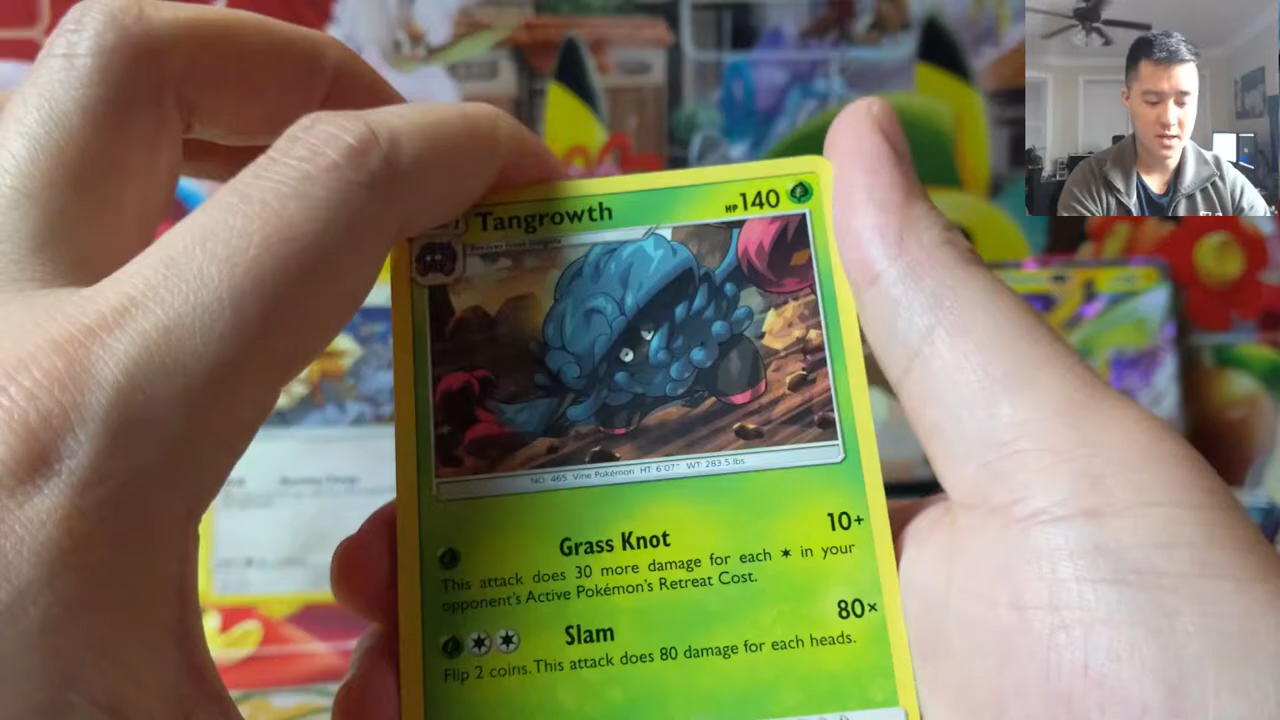 Tangrowth HP 140
NO. 465 Vine Pokémon HT: 6'07" WT: 283.5 lbs.
Grass Knot 10+
This attack does 30 more damage for each ✶ in your
opponent's Active Pokémon's Retreat Cost.
Slam 80×
Flip 2 coins. This attack does 80 damage for each heads.